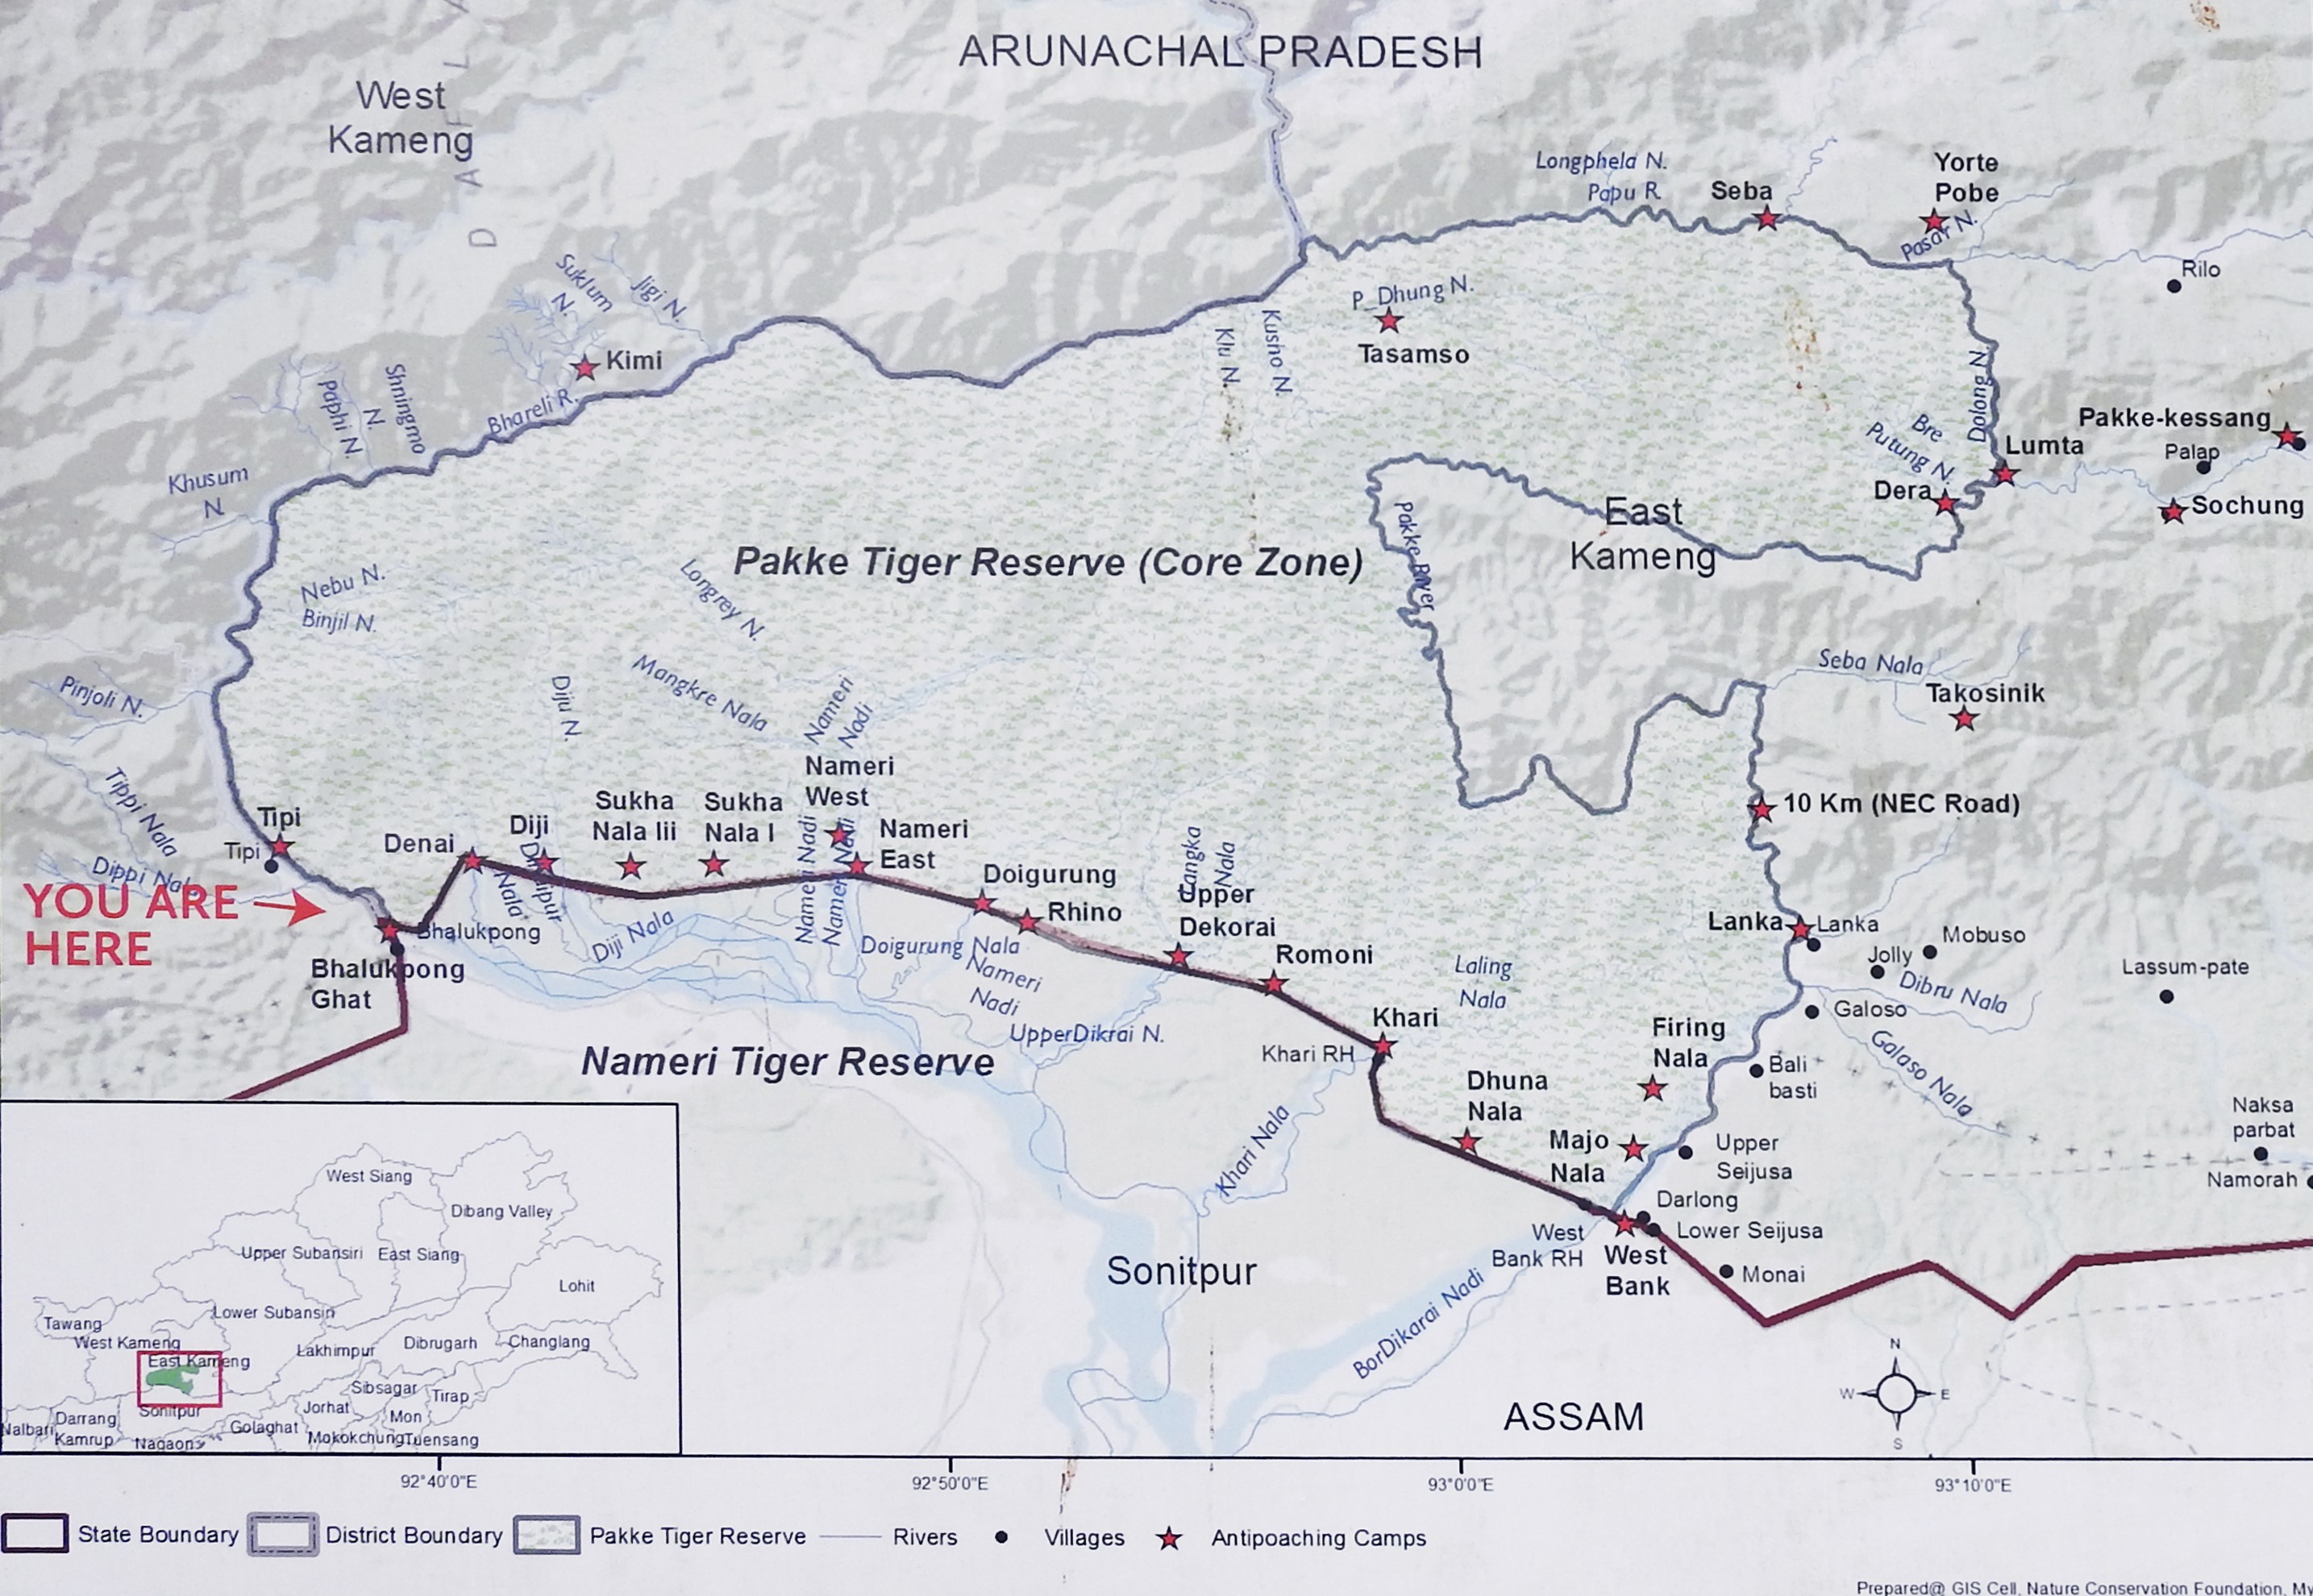 ARUNACHAL PRADESH
West
Kameng
D A F L A
Longphela N.
Papu R.
Seba
Yorte
Pobe
Pasar N.
Rilo
Suklum
N.
Jigi N.
Kimi
P_Dhung N.
Tasamso
Klu N.
Kusno N.
Shringmo
N.
Paphi N.
Bhareli R.
Khusum
N.
Dolong N.
Bre
Putung N.
Lumta
Dera
Pakke-kessang
Palap
Sochung
East
Kameng
Pakke River
Pakke Tiger Reserve (Core Zone)
Nebu N.
Binjil N.
Longrey N.
Mangkre Nala
Diju N.
Nameri
Nadi
Pinjoli N.
Tippi Nala
Dippi Nala
Seba Nala
Takosinik
10 Km (NEC Road)
Tipi
Tipi
Denai
Diji
Sukha
Nala Iii
Sukha
Nala I
Nameri
West
Nameri
East
Nameri Nadi
Nameri Nadi
Nala
Diji Nala
Doigurung
Rhino
Upper
Dekorai
Nala
Romoni
YOU ARE
HERE
Bhalukpong
Bhalukpong
Ghat
Doigurung Nala
Nameri
Nadi
UpperDikrai N.
Nameri Tiger Reserve
Laling
Nala
Khari
Khari RH
Khari Nala
Lanka
Lanka
Jolly
Mobuso
Dibru Nala
Galoso
Galaso Nala
Lassum-pate
Firing
Nala
Bali
basti
Dhuna
Nala
Majo
Nala
Upper
Seijusa
Darlong
Lower Seijusa
West
Bank RH
West
Bank
Monai
Naksa
parbat
Namorah
Sonitpur
BorDikarai Nadi
ASSAM
N
W
E
S
West Siang
Dibang Valley
Upper Subansiri
East Siang
Lohit
Lower Subansiri
Tawang
West Kameng
East Kameng
Lakhimpur
Dibrugarh
Changlang
Sibsagar
Tirap
Sonitpur
Jorhat
Mon
Darrang
Golaghat
Nalbari
Kamrup
Nagaon
Mokokchung
Tuensang
92°40'0"E
92°50'0"E
93°0'0"E
93°10'0"E
State Boundary
District Boundary
Pakke Tiger Reserve
Rivers
Villages
Antipoaching Camps
Prepared@ GIS Cell, Nature Conservation Foundation, My